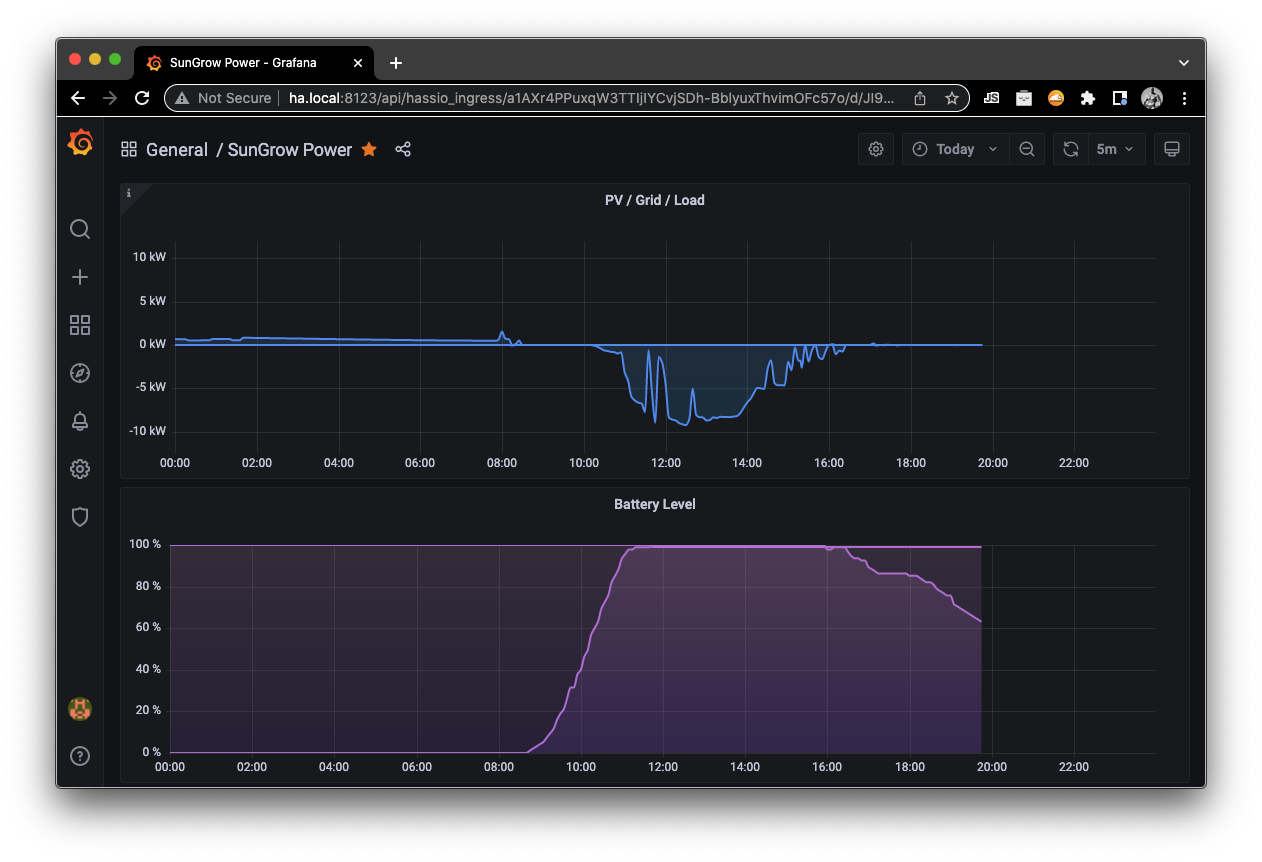 SunGrow Power - Grafana
Not Secure ha.local:8123/api/hassio_ingress/a1AXr4PPuxqW3TTIjIYCvjSDh-BblyuxThvimOFc57o/d/JI9...
JS
General / SunGrow Power
Today
5m
i
PV / Grid / Load
10 kW
5 kW
0 kW
-5 kW
-10 kW
00:00 02:00 04:00 06:00 08:00 10:00 12:00 14:00 16:00 18:00 20:00 22:00
Battery Level
100 %
80 %
60 %
40 %
20 %
0 %
00:00 02:00 04:00 06:00 08:00 10:00 12:00 14:00 16:00 18:00 20:00 22:00